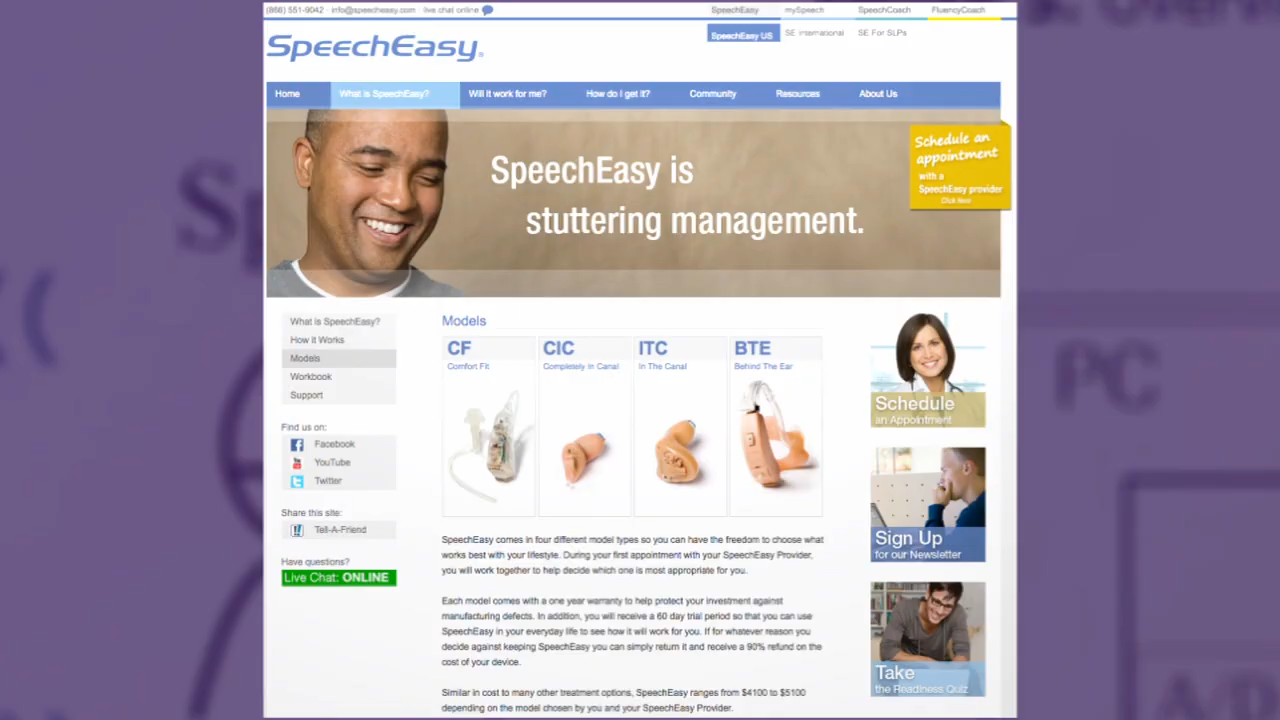 (866) 551-9042 · info@speecheasy.com · live chat online
SpeechEasy
mySpeech
SpeechCoach
FluencyCoach
SpeechEasy US
SE International
SE For SLPs
SpeechEasy®
Home
What is SpeechEasy?
Will it work for me?
How do I get it?
Community
Resources
About Us
SpeechEasy is
stuttering management.
Schedule an
appointment
with a
SpeechEasy provider
Click Here
What is SpeechEasy?
How it Works
Models
Workbook
Support
Find us on:
Facebook
YouTube
Twitter
Share this site:
Tell-A-Friend
Have questions?
Live Chat: ONLINE
Models
CF
Comfort Fit
CIC
Completely In Canal
ITC
In The Canal
BTE
Behind The Ear
SpeechEasy comes in four different model types so you can have the freedom to choose what
works best with your lifestyle. During your first appointment with your SpeechEasy Provider,
you will work together to help decide which one is most appropriate for you.
Each model comes with a one year warranty to help protect your investment against
manufacturing defects. In addition, you will receive a 60 day trial period so that you can use
SpeechEasy in your everyday life to see how it will work for you. If for whatever reason you
decide against keeping SpeechEasy you can simply return it and receive a 90% refund on the
cost of your device.
Similar in cost to many other treatment options, SpeechEasy ranges from $4100 to $5100
depending on the model chosen by you and your SpeechEasy Provider.
Schedule
an Appointment
Sign Up
for our Newsletter
Take
the Readiness Quiz
PC